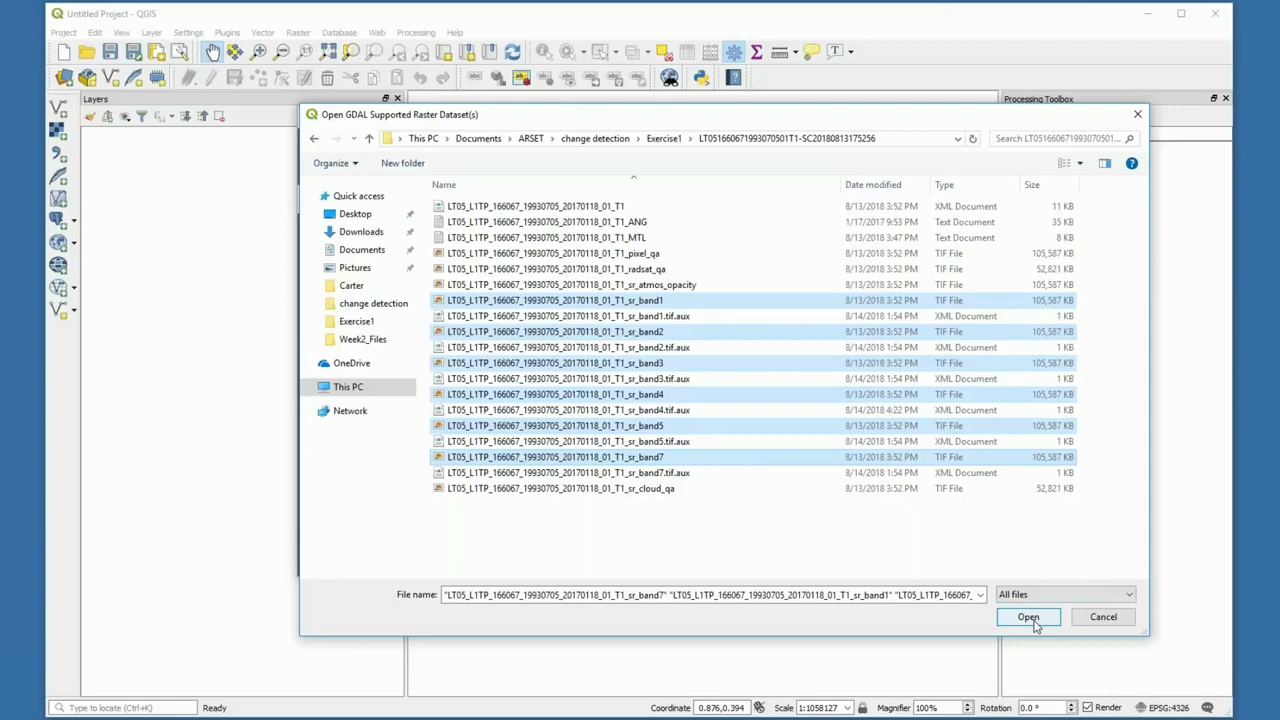 Untitled Project - QGIS
Project Edit View Layer Settings Plugins Vector Raster Database Web Processing Help
Layers
Processing Toolbox
Open GDAL Supported Raster Dataset(s)
This PC > Documents > ARSET > change detection > Exercise1 > LT051660671993070501T1-SC20180813175256
Search LT051660671993070501...
Organize
New folder
Name Date modified Type Size
Quick access
Desktop
Downloads
Documents
Pictures
Carter
change detection
Exercise1
Week2_Files
OneDrive
This PC
Network
LT05_L1TP_166067_19930705_20170118_01_T1 8/13/2018 3:52 PM XML Document 11 KB
LT05_L1TP_166067_19930705_20170118_01_T1_ANG 1/17/2017 9:53 PM Text Document 35 KB
LT05_L1TP_166067_19930705_20170118_01_T1_MTL 8/13/2018 3:47 PM Text Document 8 KB
LT05_L1TP_166067_19930705_20170118_01_T1_pixel_qa 8/13/2018 3:52 PM TIF File 105,587 KB
LT05_L1TP_166067_19930705_20170118_01_T1_radsat_qa 8/13/2018 3:52 PM TIF File 52,821 KB
LT05_L1TP_166067_19930705_20170118_01_T1_sr_atmos_opacity 8/13/2018 3:52 PM TIF File 105,587 KB
LT05_L1TP_166067_19930705_20170118_01_T1_sr_band1 8/13/2018 3:52 PM TIF File 105,587 KB
LT05_L1TP_166067_19930705_20170118_01_T1_sr_band1.tif.aux 8/14/2018 1:54 PM XML Document 1 KB
LT05_L1TP_166067_19930705_20170118_01_T1_sr_band2 8/13/2018 3:52 PM TIF File 105,587 KB
LT05_L1TP_166067_19930705_20170118_01_T1_sr_band2.tif.aux 8/14/2018 1:54 PM XML Document 1 KB
LT05_L1TP_166067_19930705_20170118_01_T1_sr_band3 8/13/2018 3:52 PM TIF File 105,587 KB
LT05_L1TP_166067_19930705_20170118_01_T1_sr_band3.tif.aux 8/14/2018 1:54 PM XML Document 1 KB
LT05_L1TP_166067_19930705_20170118_01_T1_sr_band4 8/13/2018 3:52 PM TIF File 105,587 KB
LT05_L1TP_166067_19930705_20170118_01_T1_sr_band4.tif.aux 8/14/2018 4:22 PM XML Document 1 KB
LT05_L1TP_166067_19930705_20170118_01_T1_sr_band5 8/13/2018 3:52 PM TIF File 105,587 KB
LT05_L1TP_166067_19930705_20170118_01_T1_sr_band5.tif.aux 8/14/2018 1:54 PM XML Document 1 KB
LT05_L1TP_166067_19930705_20170118_01_T1_sr_band7 8/13/2018 3:52 PM TIF File 105,587 KB
LT05_L1TP_166067_19930705_20170118_01_T1_sr_band7.tif.aux 8/14/2018 1:54 PM XML Document 1 KB
LT05_L1TP_166067_19930705_20170118_01_T1_sr_cloud_qa 8/13/2018 3:52 PM TIF File 52,821 KB
File name: "LT05_L1TP_166067_19930705_20170118_01_T1_sr_band7" "LT05_L1TP_166067_19930705_20170118_01_T1_sr_band1" "LT05_L1TP_166067_ All files
Open Cancel
Type to locate (Ctrl+K) Ready Coordinate 0.876,0.394 Scale 1:1058127 Magnifier 100% Rotation 0.0 ° Render EPSG:4326